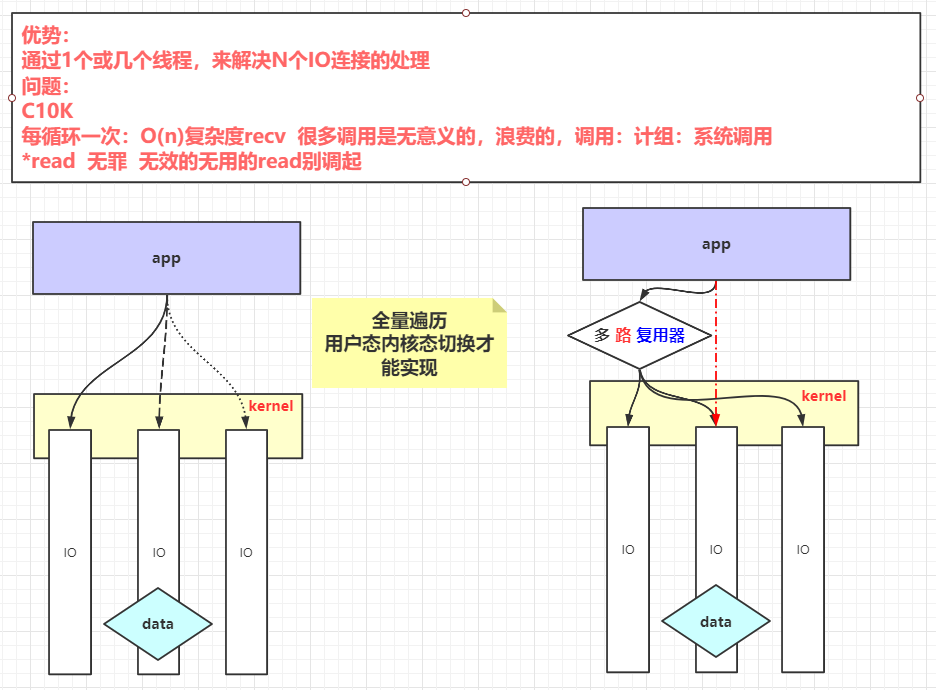 优势：
通过1个或几个线程，来解决N个IO连接的处理
问题：
C10K
每循环一次：O(n)复杂度recv 很多调用是无意义的，浪费的，调用：计组：系统调用
*read 无罪 无效的无用的read别调起
app
全量遍历
用户态内核态切换才
能实现
kernel
IO
IO
IO
data
app
多 路 复用器
kernel
IO
IO
IO
data